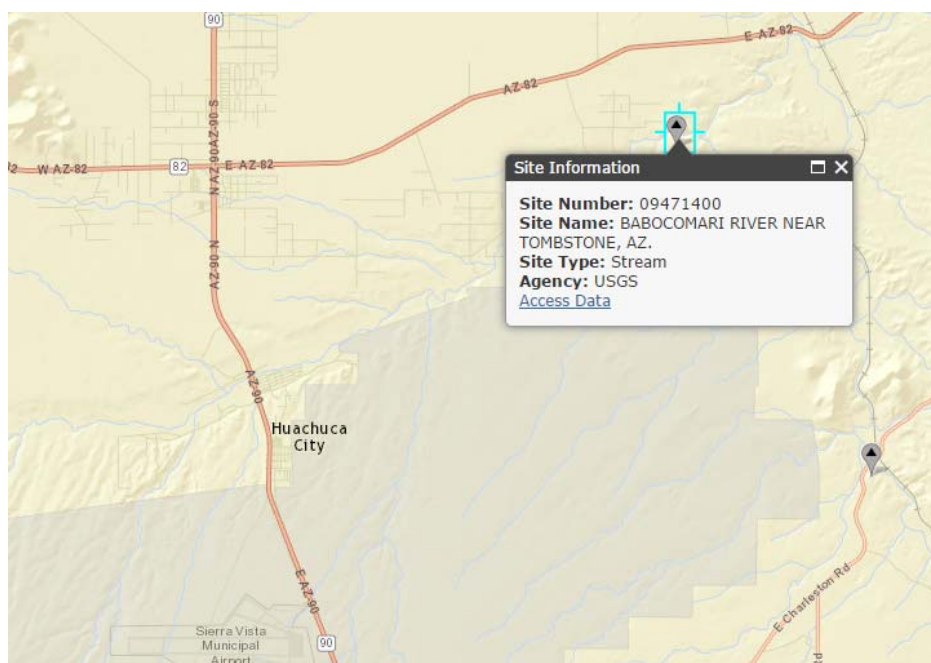 90
E AZ-82
AZ-82
N AZ-90
AZ-90 S
2
W AZ-82
82
E AZ-82
Site Information
Site Number: 09471400
Site Name: BABOCOMARI RIVER NEAR
TOMBSTONE, AZ.
Site Type: Stream
Agency: USGS
Access Data
AZ-90 N
AZ-90
Huachuca
City
E AZ-90
E Charleston Rd
Sierra Vista
Municipal
Airport
90